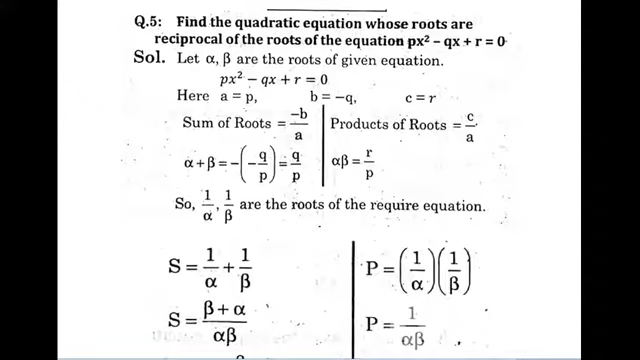 Q.5: Find the quadratic equation whose roots are
reciprocal of the roots of the equation px² – qx + r = 0
Sol. Let α, β are the roots of given equation.
px² – qx + r = 0
Here a = p, b = –q, c = r
Sum of Roots = –b/a Products of Roots = c/a
α + β = –(–q/p) = q/p αβ = r/p
So, 1/α, 1/β are the roots of the require equation.
S = 1/α + 1/β P = (1/α)(1/β)
S = β + α/αβ P = 1/αβ